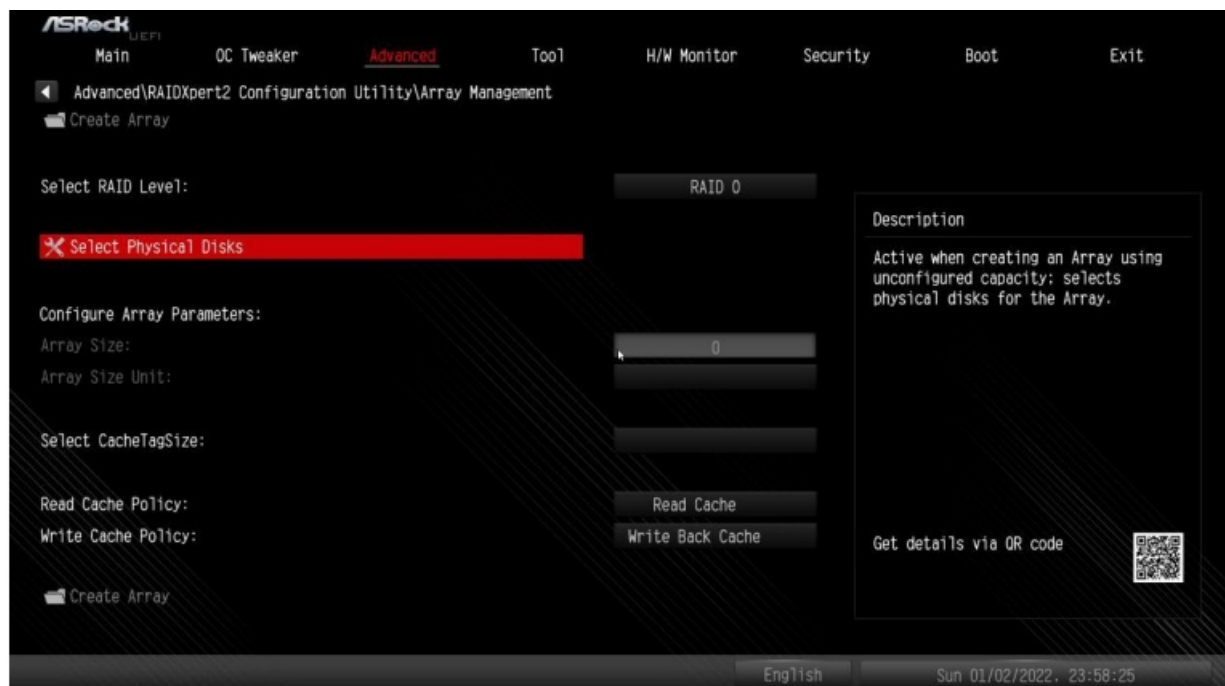 ASRock UEFI
Main OC Tweaker Advanced Tool H/W Monitor Security Boot Exit
Advanced\RAIDXpert2 Configuration Utility\Array Management
Create Array
Select RAID Level: RAID 0
Select Physical Disks
Configure Array Parameters:
Array Size: 0
Array Size Unit:
Select CacheTagSize:
Read Cache Policy: Read Cache
Write Cache Policy: Write Back Cache
Create Array
Description
Active when creating an Array using
unconfigured capacity; selects
physical disks for the Array.
Get details via QR code
English Sun 01/02/2022, 23:58:25